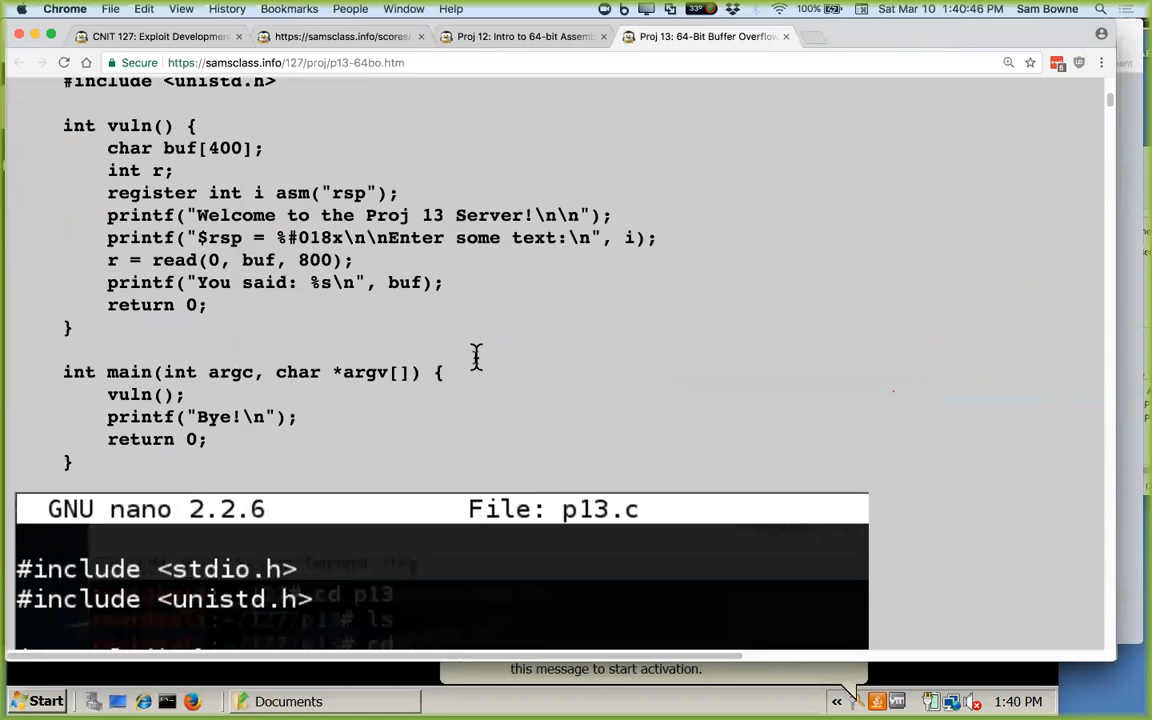 Chrome File Edit View History Bookmarks People Window Help 33° 100% Sat Mar 10 1:40:46 PM Sam Bowne
CNIT 127: Exploit Development × https://samsclass.info/scores/ × Proj 12: Intro to 64-bit Assem × Proj 13: 64-Bit Buffer Overflow ×
Secure https://samsclass.info/127/proj/p13-64bo.htm
#include <unistd.h>
int vuln() {
char buf[400];
int r;
register int i asm("rsp");
printf("Welcome to the Proj 13 Server!\n\n");
printf("$rsp = %#018x\n\nEnter some text:\n", i);
r = read(0, buf, 800);
printf("You said: %s\n", buf);
return 0;
}
int main(int argc, char *argv[]) {
vuln();
printf("Bye!\n");
return 0;
}
GNU nano 2.2.6 File: p13.c
#include <stdio.h>
#include <unistd.h>
cd p13
ls
cd
this message to start activation.
Start Documents « 1:40 PM